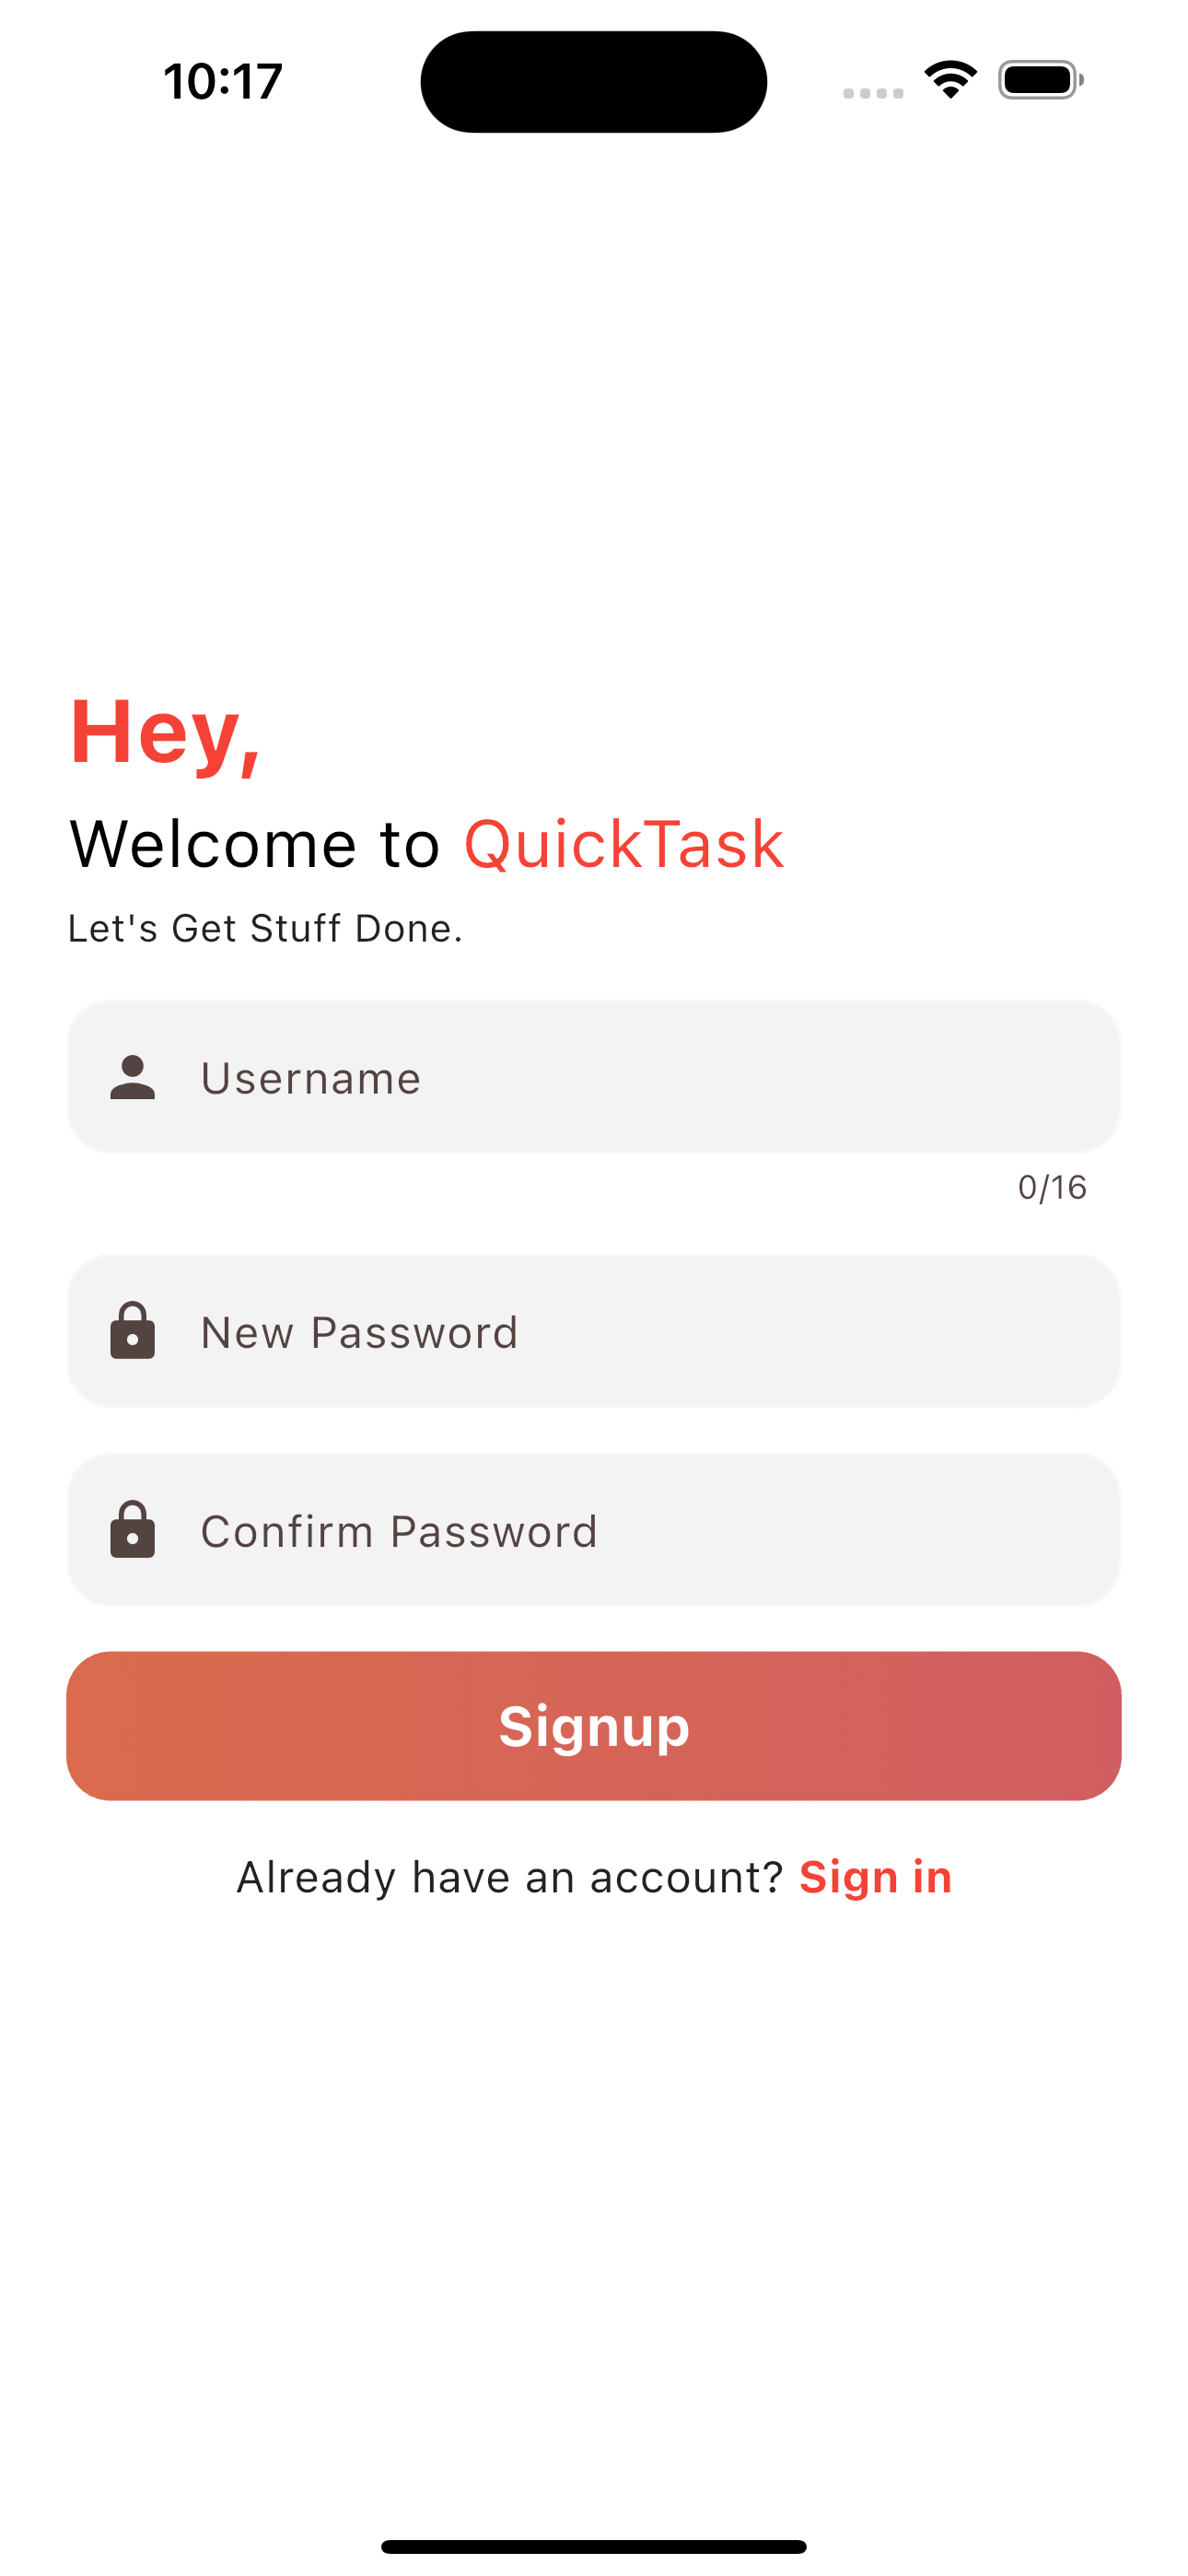 10:17
Hey,
Welcome to QuickTask
Let's Get Stuff Done.
Username
0/16
New Password
Confirm Password
Signup
Already have an account? Sign in